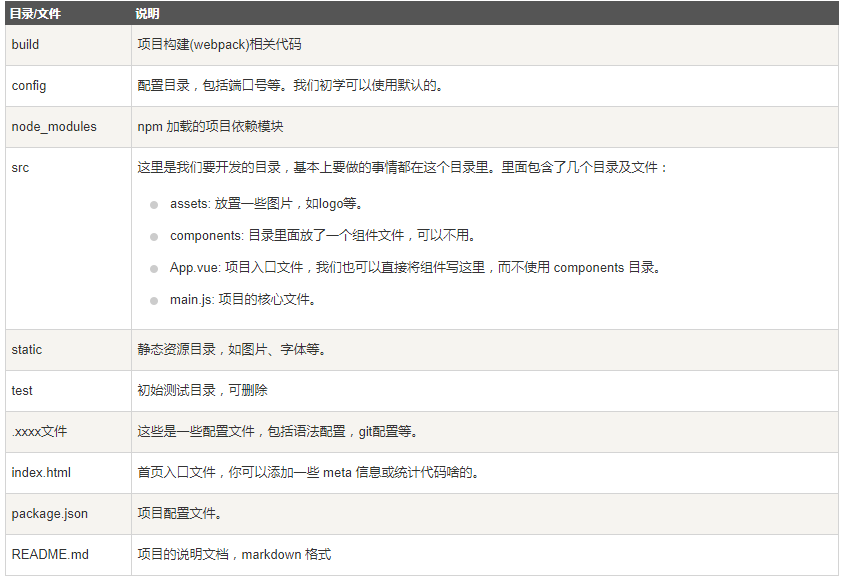 目录/文件 说明
build 项目构建(webpack)相关代码
config 配置目录，包括端口号等。我们初学可以使用默认的。
node_modules npm 加载的项目依赖模块
src 这里是我们要开发的目录，基本上要做的事情都在这个目录里。里面包含了几个目录及文件：
assets: 放置一些图片，如logo等。
components: 目录里面放了一个组件文件，可以不用。
App.vue: 项目入口文件，我们也可以直接将组件写这里，而不使用 components 目录。
main.js: 项目的核心文件。
static 静态资源目录，如图片、字体等。
test 初始测试目录，可删除
.xxxx文件 这些是一些配置文件，包括语法配置，git配置等。
index.html 首页入口文件，你可以添加一些 meta 信息或统计代码啥的。
package.json 项目配置文件。
README.md 项目的说明文档，markdown 格式